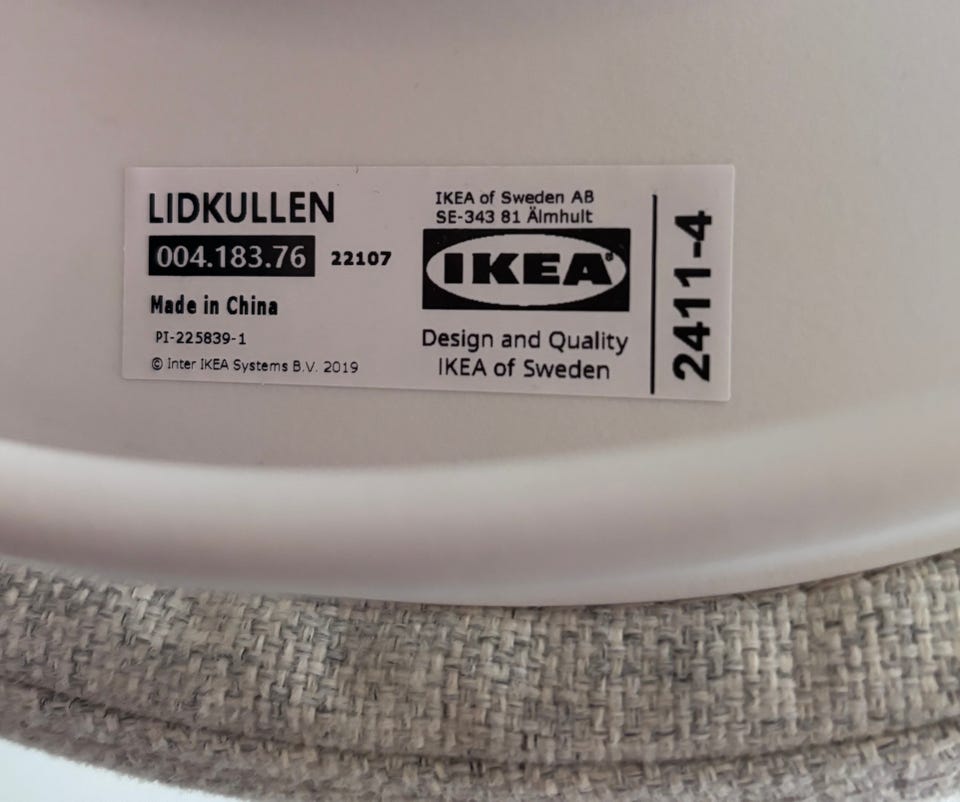 LIDKULLEN
004.183.76 22107
Made in China
PI-225839-1
© Inter IKEA Systems B.V. 2019
IKEA of Sweden AB
SE-343 81 Älmhult
IKEA®
Design and Quality
IKEA of Sweden
2411-4